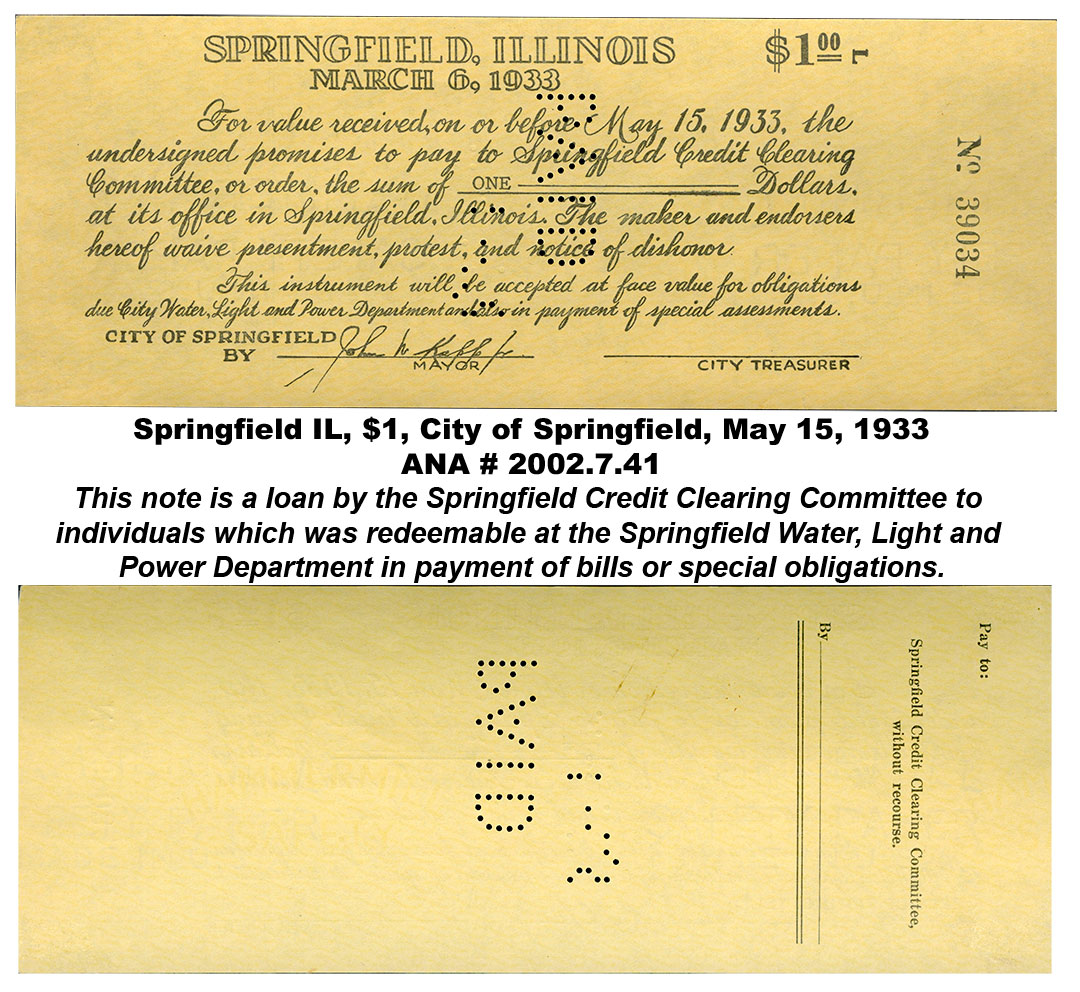 SPRINGFIELD, ILLINOIS
MARCH 6, 1933
$1.00
For value received, on or before May 15, 1933, the
undersigned promises to pay to Springfield Credit Clearing
Committee, or order, the sum of ONE Dollars,
at its office in Springfield, Illinois. The maker and endorsers
hereof waive presentment, protest, and notice of dishonor.
This instrument will be accepted at face value for obligations
due City Water, Light and Power Department and also in payment of special assessments.
CITY OF SPRINGFIELD
BY
MAYOR
CITY TREASURER
No 39034
Springfield IL, $1, City of Springfield, May 15, 1933
ANA # 2002.7.41
This note is a loan by the Springfield Credit Clearing Committee to
individuals which was redeemable at the Springfield Water, Light and
Power Department in payment of bills or special obligations.
PAID
Pay to:
Springfield Credit Clearing Committee,
without recourse.
By